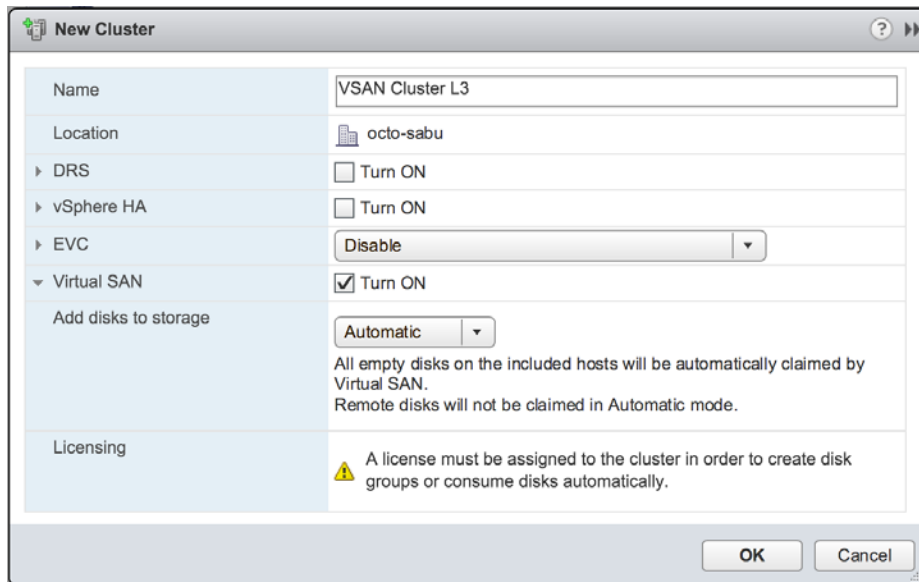 New Cluster
Name
VSAN Cluster L3
Location
octo-sabu
DRS
Turn ON
vSphere HA
Turn ON
EVC
Disable
Virtual SAN
Turn ON
Add disks to storage
Automatic
All empty disks on the included hosts will be automatically claimed by
Virtual SAN.
Remote disks will not be claimed in Automatic mode.
Licensing
A license must be assigned to the cluster in order to create disk
groups or consume disks automatically.
OK
Cancel